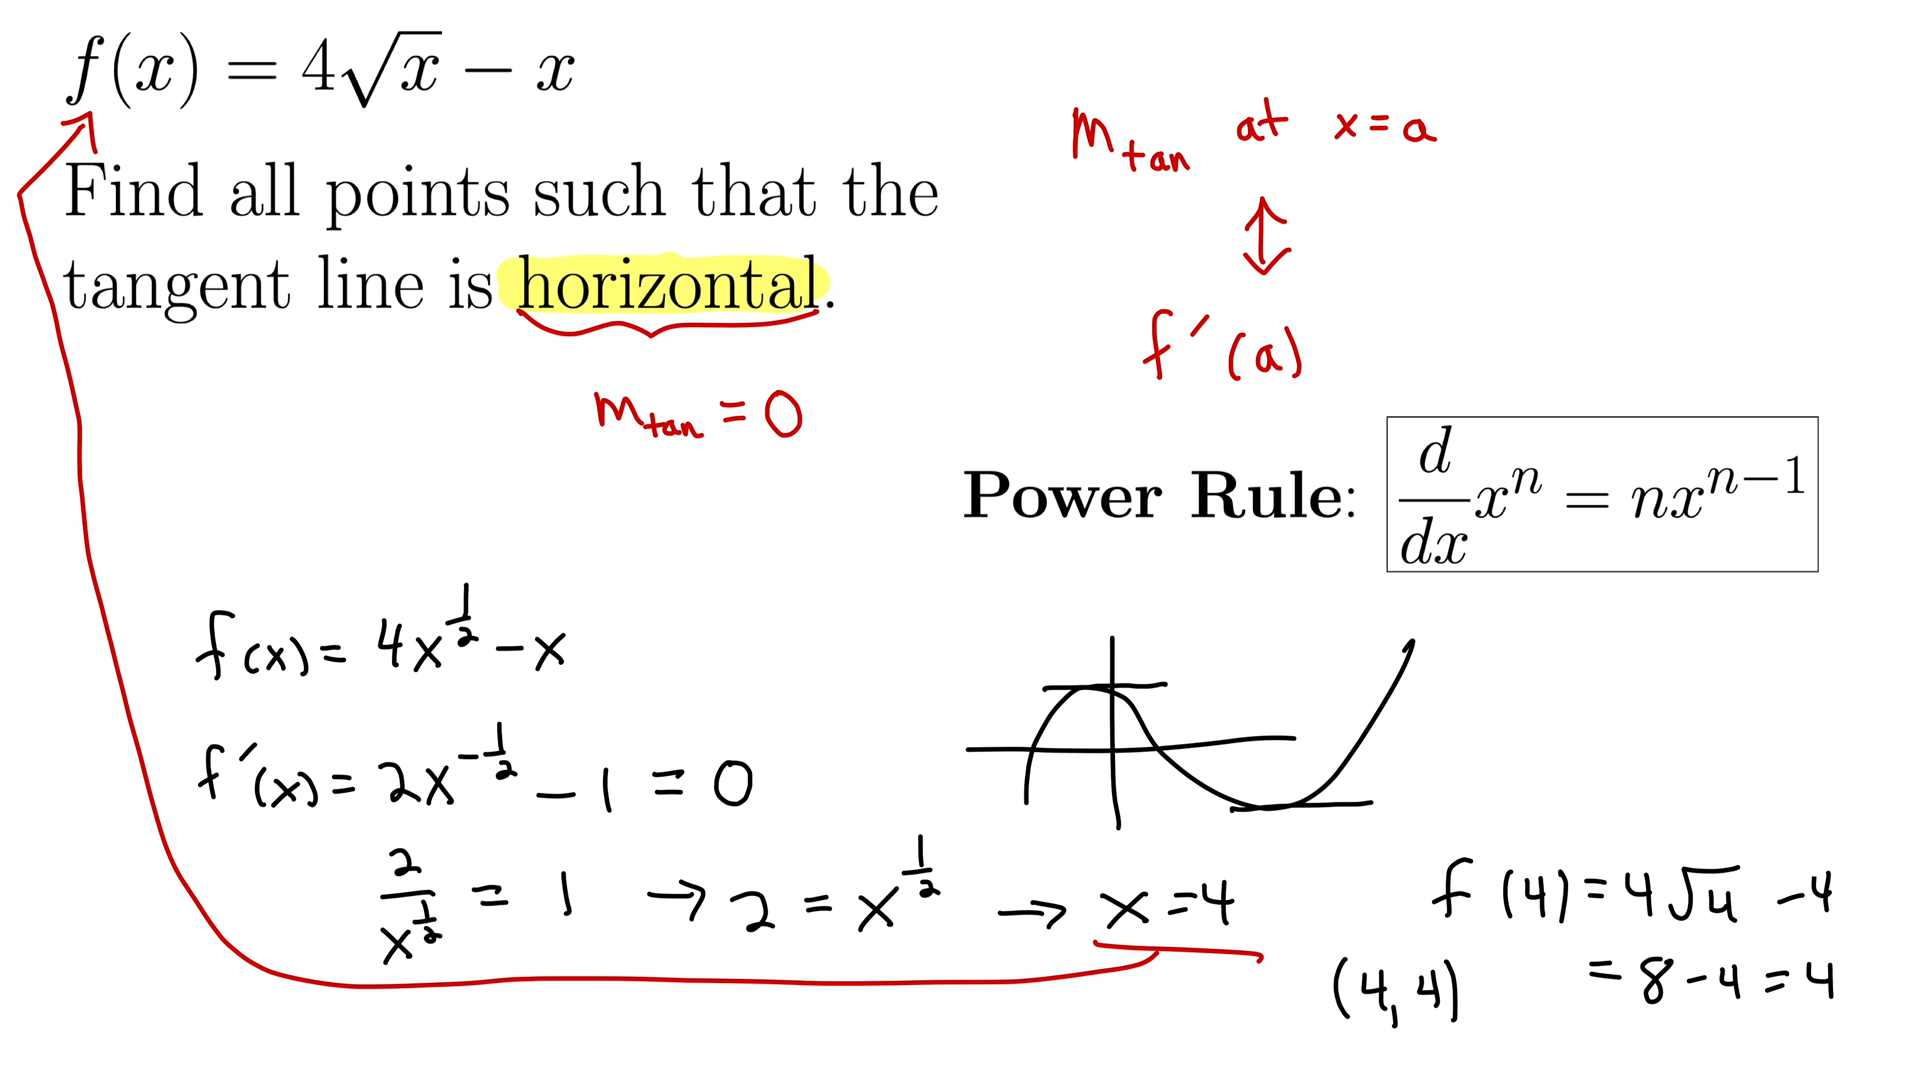 f(x) = 4√x − x
Find all points such that the
tangent line is horizontal.
m_tan = 0
m_tan at x = a
↕
f′(a)
Power Rule: d/dx x^n = nx^(n−1)
f(x) = 4x^(1/2) − x
f′(x) = 2x^(−1/2) − 1 = 0
2/x^(1/2) = 1 → 2 = x^(1/2) → x = 4
f(4) = 4√4 − 4
= 8 − 4 = 4
(4, 4)